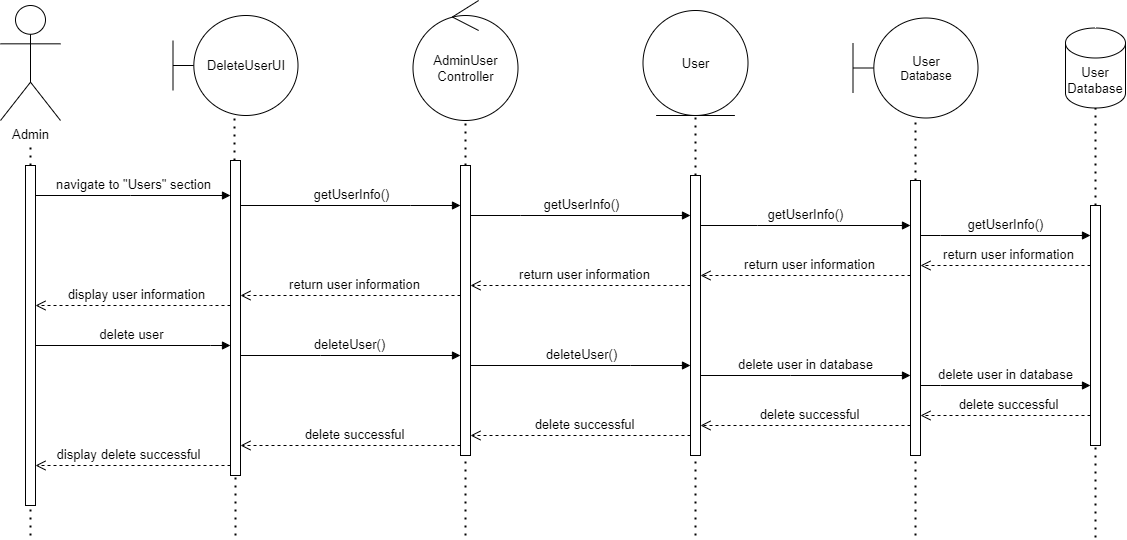 DeleteUserUI
AdminUser
Controller
User
User
Database
User
Database
Admin
navigate to "Users" section
getUserInfo()
getUserInfo()
getUserInfo()
getUserInfo()
return user information
return user information
return user information
return user information
display user information
delete user
deleteUser()
deleteUser()
delete user in database
delete user in database
delete successful
delete successful
delete successful
delete successful
display delete successful